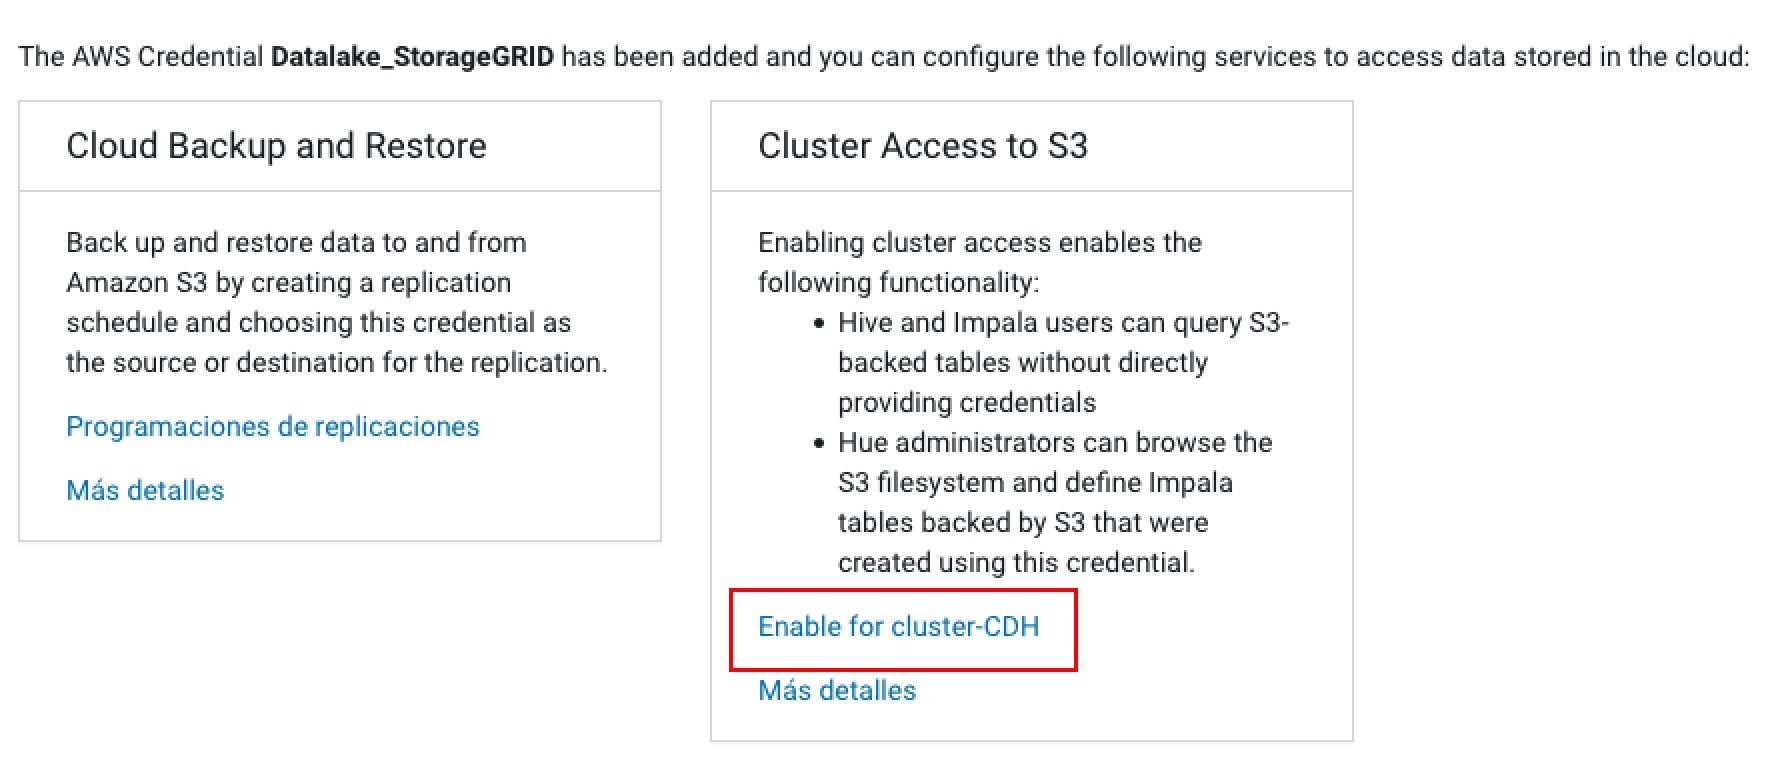 The AWS Credential Datalake_StorageGRID has been added and you can configure the following services to access data stored in the cloud:
Cloud Backup and Restore
Back up and restore data to and from
Amazon S3 by creating a replication
schedule and choosing this credential as
the source or destination for the replication.
Programaciones de replicaciones
Más detalles
Cluster Access to S3
Enabling cluster access enables the
following functionality:
• Hive and Impala users can query S3-
backed tables without directly
providing credentials
• Hue administrators can browse the
S3 filesystem and define Impala
tables backed by S3 that were
created using this credential.
Enable for cluster-CDH
Más detalles